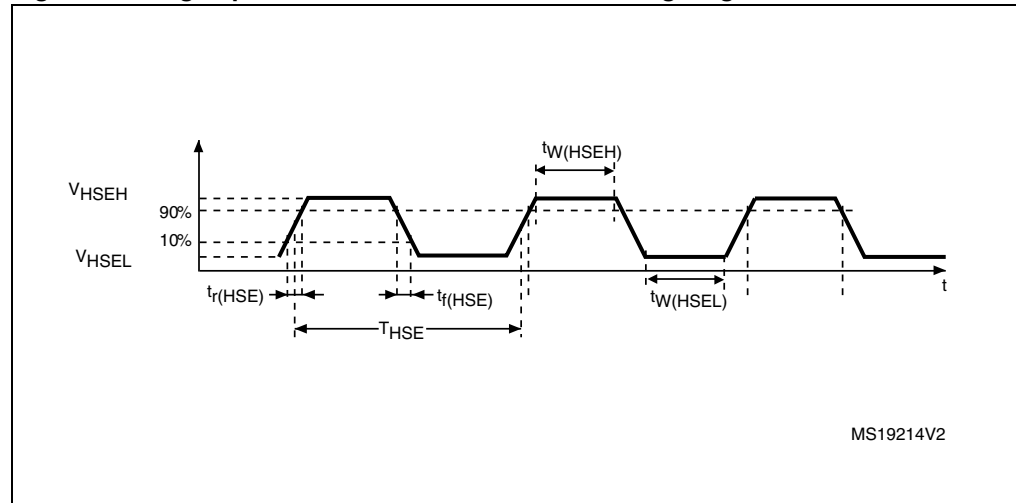 tW(HSEH)
VHSEH
90%
10%
VHSEL
tr(HSE)
tf(HSE)
tW(HSEL)
t
THSE
MS19214V2